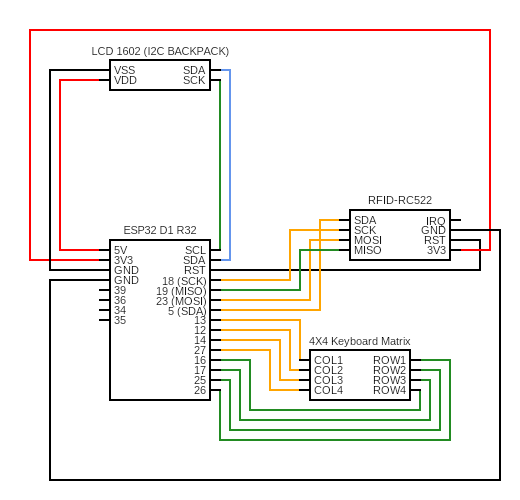 LCD 1602 (I2C BACKPACK)
VSS SDA
VDD SCK
RFID-RC522
SDA IRQ
SCK GND
MOSI RST
MISO 3V3
ESP32 D1 R32
5V SCL
3V3 SDA
GND RST
GND 18 (SCK)
39 19 (MISO)
36 23 (MOSI)
34 5 (SDA)
35 13
12
14
27
16
17
25
26
4X4 Keyboard Matrix
COL1 ROW1
COL2 ROW2
COL3 ROW3
COL4 ROW4